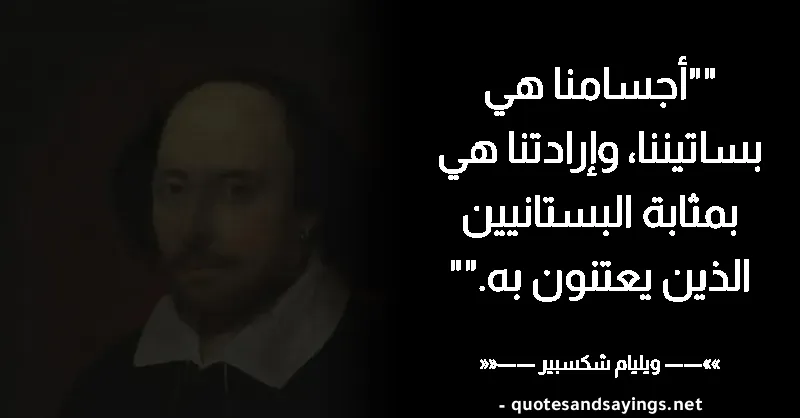 ""أجسامنا هي
بساتيننا، وإرادتنا هي
بمثابة البستانيين
الذين يعتنون به.""
»»—— ويليام شكسبير ——««
- quotesandsayings.net